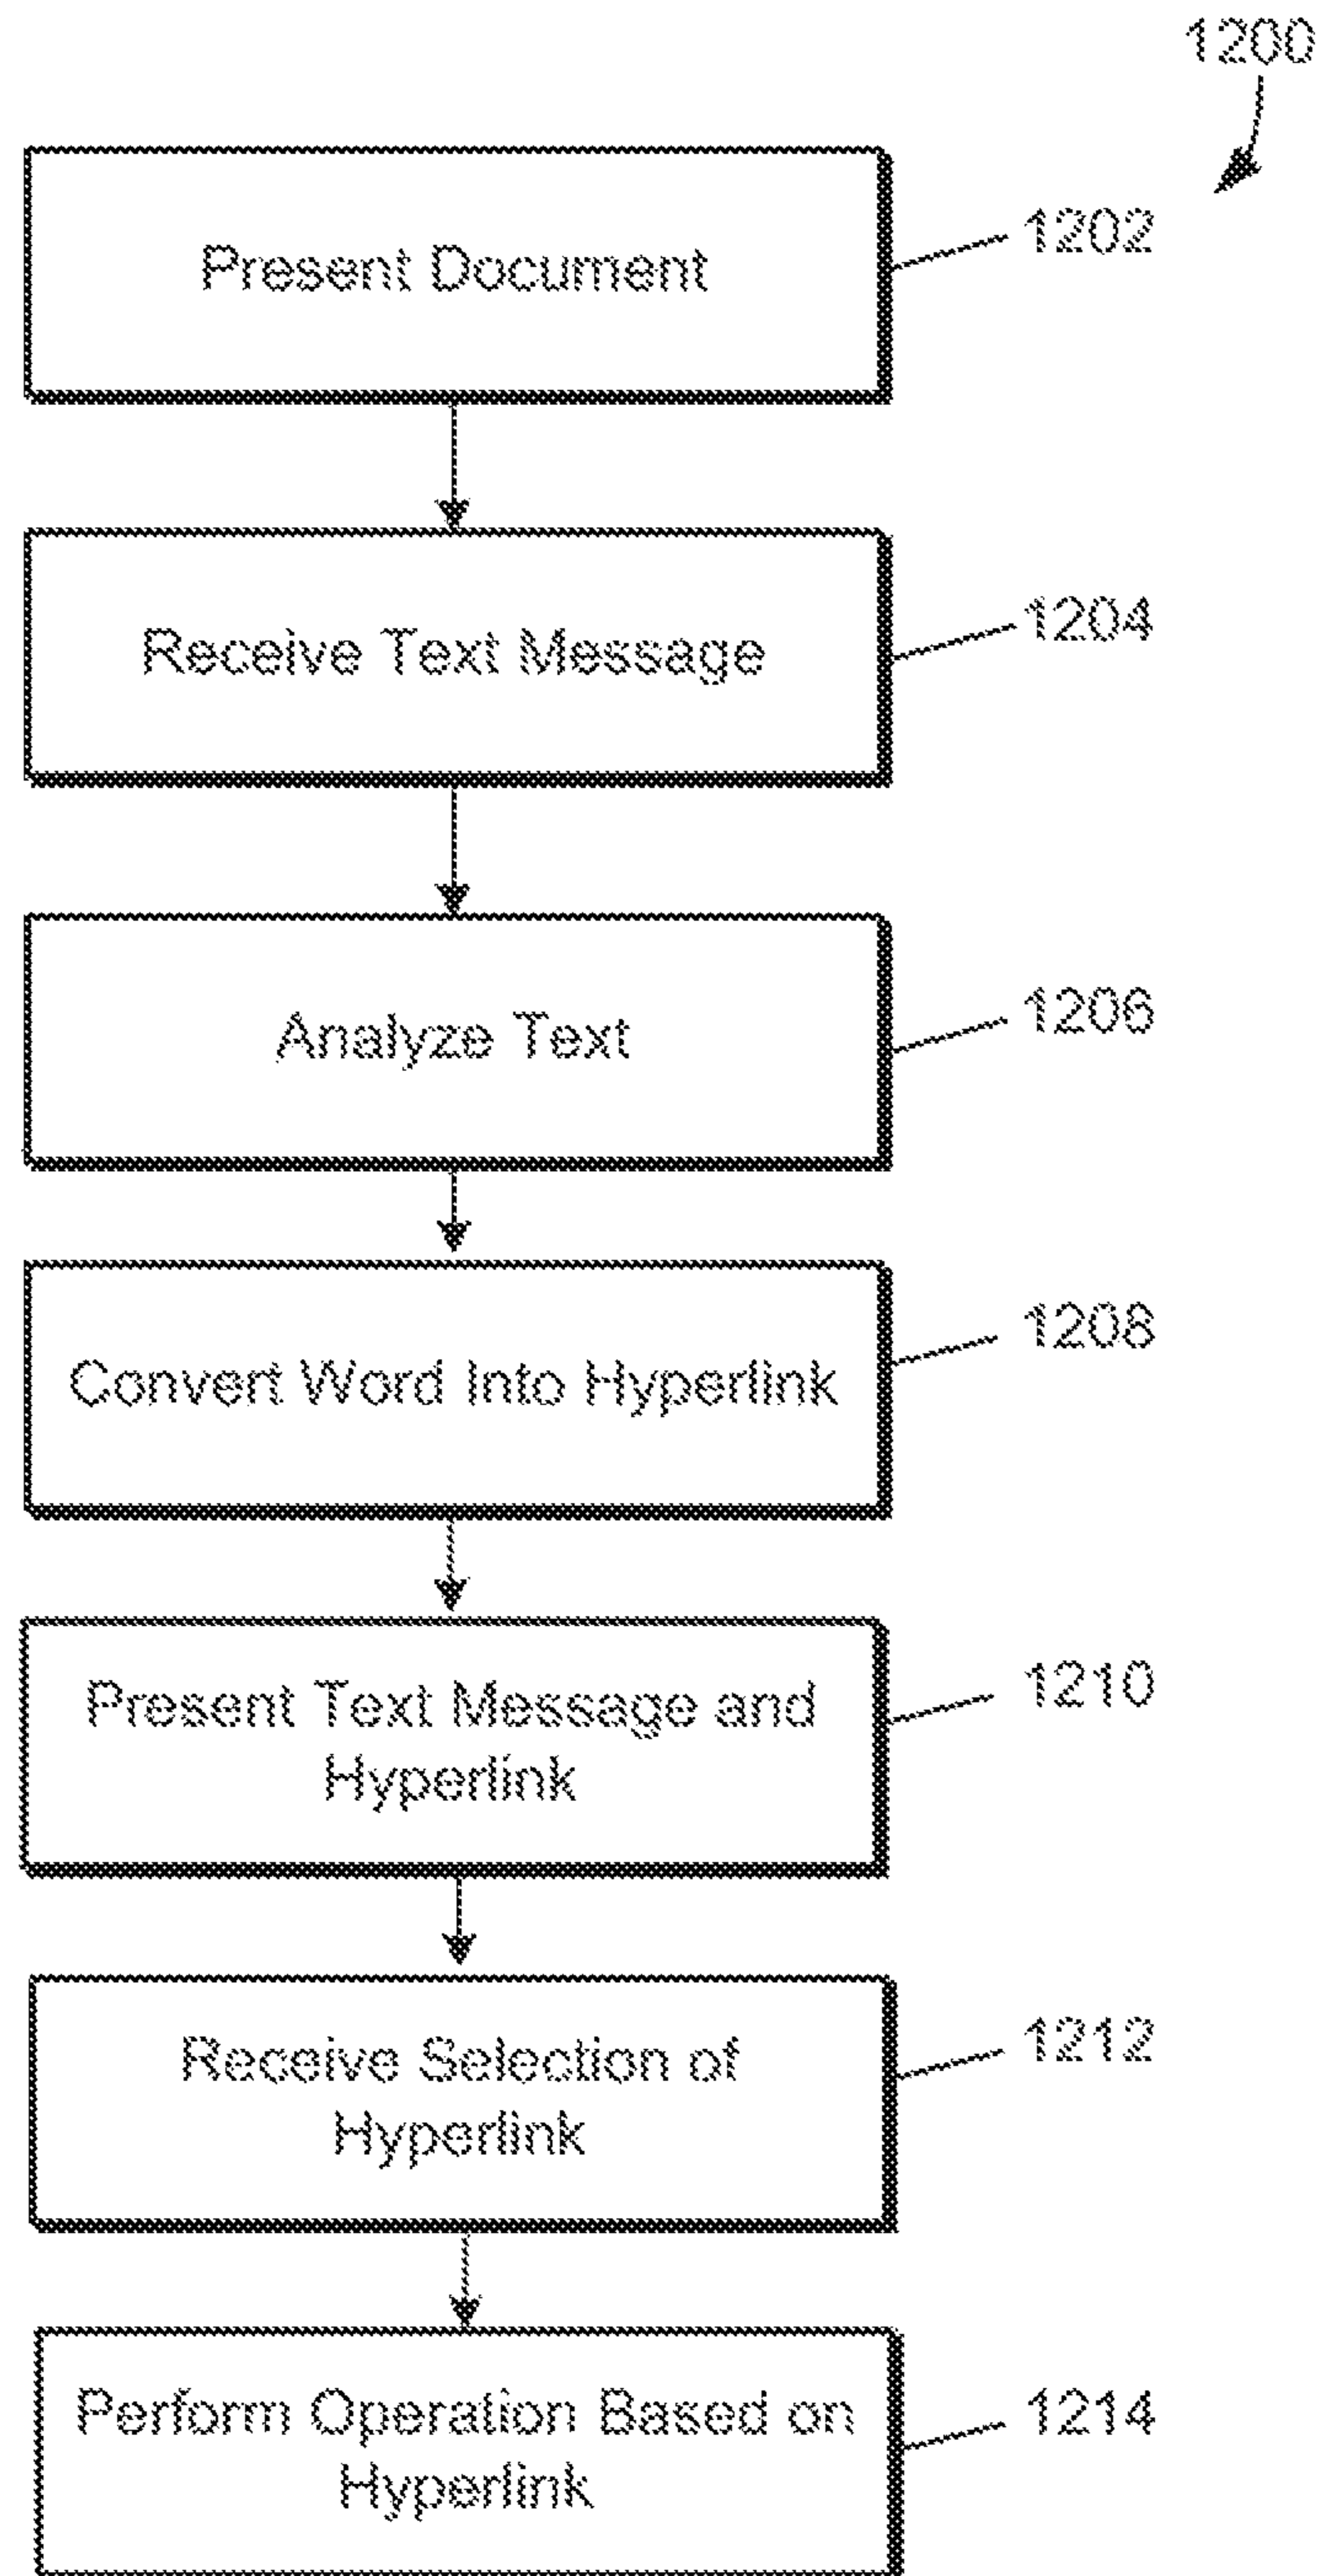 1200
Present Document
1202
Receive Text Message
1204
Analyze Text
1206
Convert Word Into Hyperlink
1208
Present Text Message and
Hyperlink
1210
Receive Selection of
Hyperlink
1212
Perform Operation Based on
Hyperlink
1214